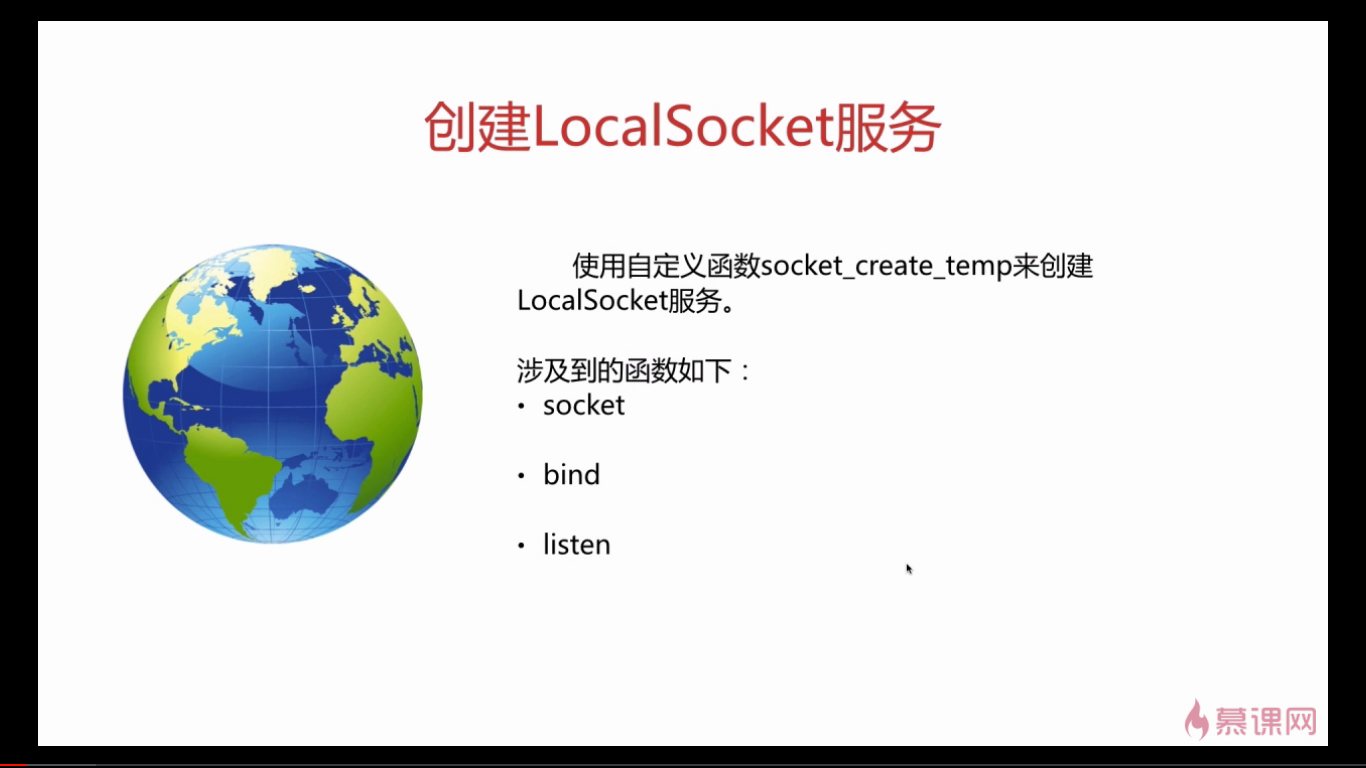 创建LocalSocket服务
使用自定义函数socket_create_temp来创建
LocalSocket服务。
涉及到的函数如下：
• socket
• bind
• listen
慕课网